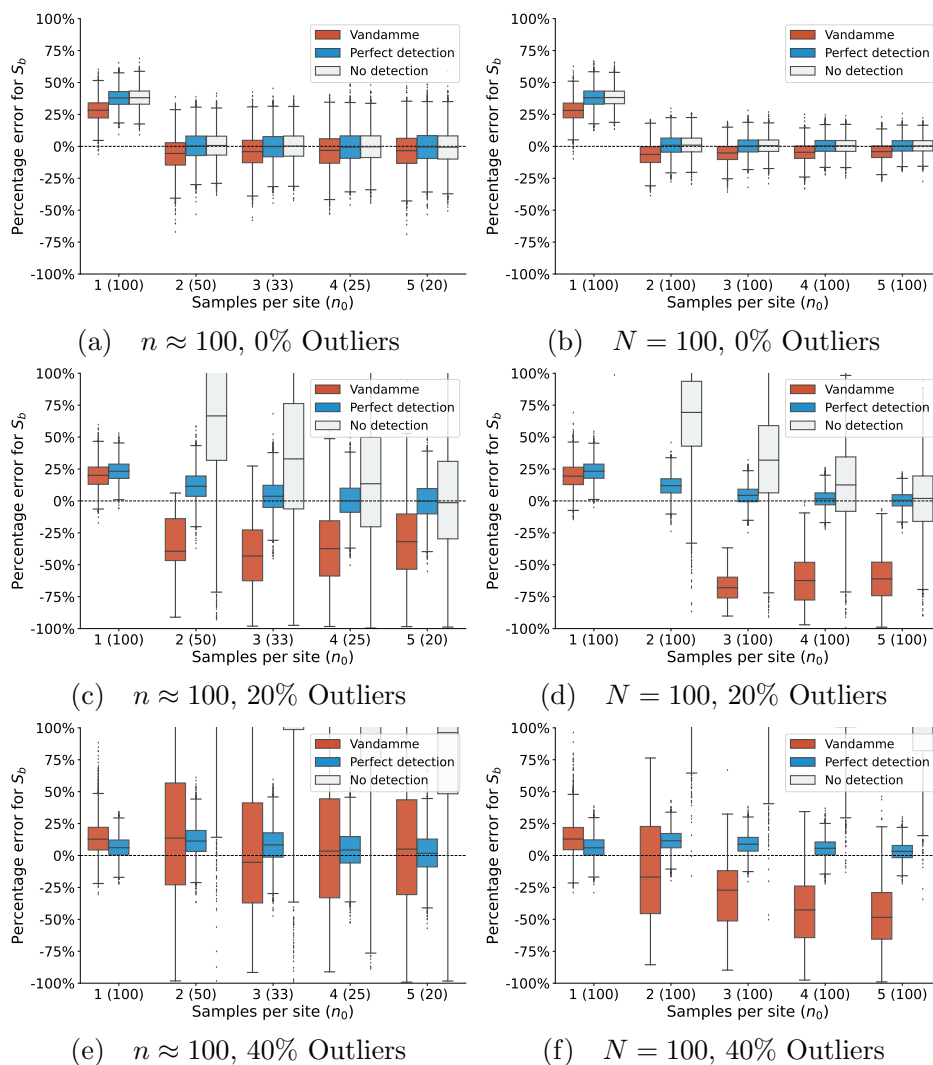 100%
75%
50%
25%
0%
-25%
-50%
-75%
-100%
Percentage error for S_b
Vandamme
Perfect detection
No detection
1 (100) 2 (50) 3 (33) 4 (25) 5 (20)
Samples per site (n_0)
(a) n ≈ 100, 0% Outliers
100%
75%
50%
25%
0%
-25%
-50%
-75%
-100%
Percentage error for S_b
Vandamme
Perfect detection
No detection
1 (100) 2 (100) 3 (100) 4 (100) 5 (100)
Samples per site (n_0)
(b) N = 100, 0% Outliers
100%
75%
50%
25%
0%
-25%
-50%
-75%
-100%
Percentage error for S_b
Vandamme
Perfect detection
No detection
1 (100) 2 (50) 3 (33) 4 (25) 5 (20)
Samples per site (n_0)
(c) n ≈ 100, 20% Outliers
100%
75%
50%
25%
0%
-25%
-50%
-75%
-100%
Percentage error for S_b
Vandamme
Perfect detection
No detection
1 (100) 2 (100) 3 (100) 4 (100) 5 (100)
Samples per site (n_0)
(d) N = 100, 20% Outliers
100%
75%
50%
25%
0%
-25%
-50%
-75%
-100%
Percentage error for S_b
Vandamme
Perfect detection
No detection
1 (100) 2 (50) 3 (33) 4 (25) 5 (20)
Samples per site (n_0)
(e) n ≈ 100, 40% Outliers
100%
75%
50%
25%
0%
-25%
-50%
-75%
-100%
Percentage error for S_b
Vandamme
Perfect detection
No detection
1 (100) 2 (100) 3 (100) 4 (100) 5 (100)
Samples per site (n_0)
(f) N = 100, 40% Outliers